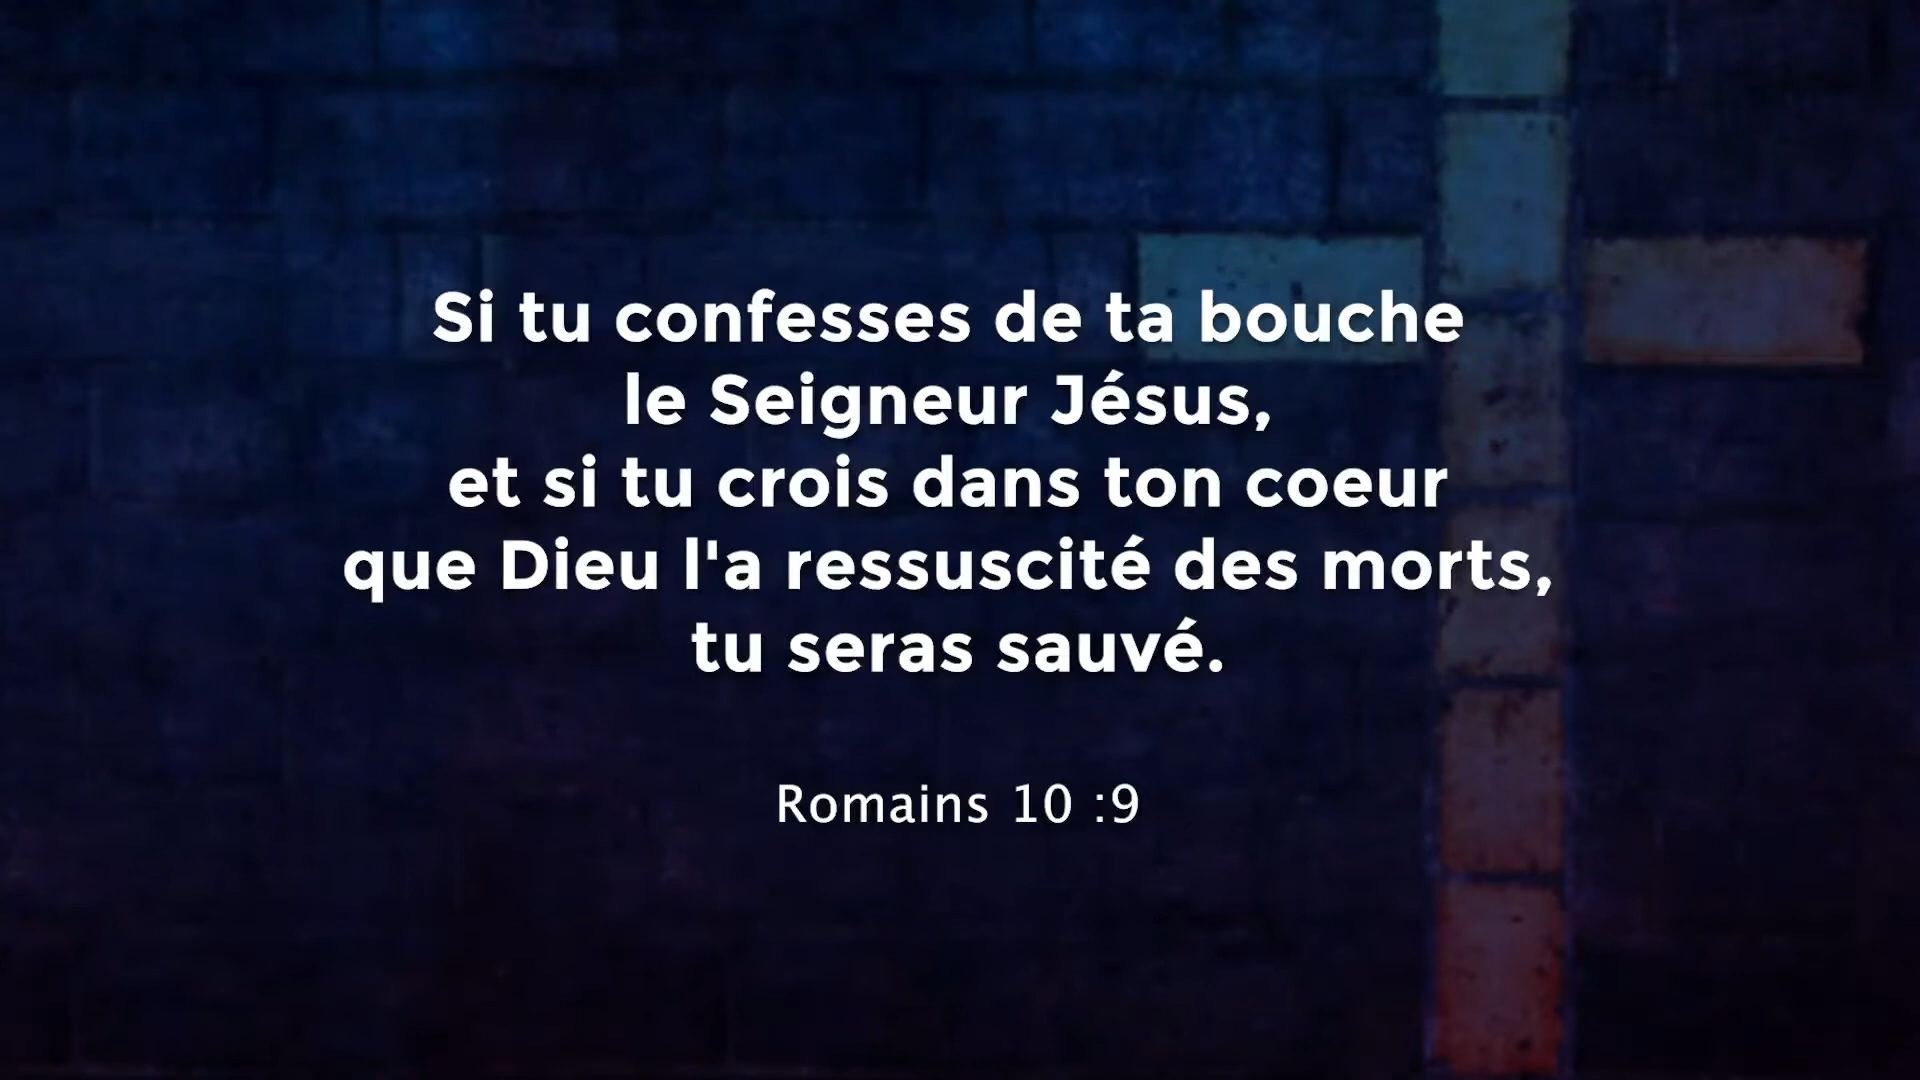 Si tu confesses de ta bouche
le Seigneur Jésus,
et si tu crois dans ton coeur
que Dieu l'a ressuscité des morts,
tu seras sauvé.
Romains 10 :9